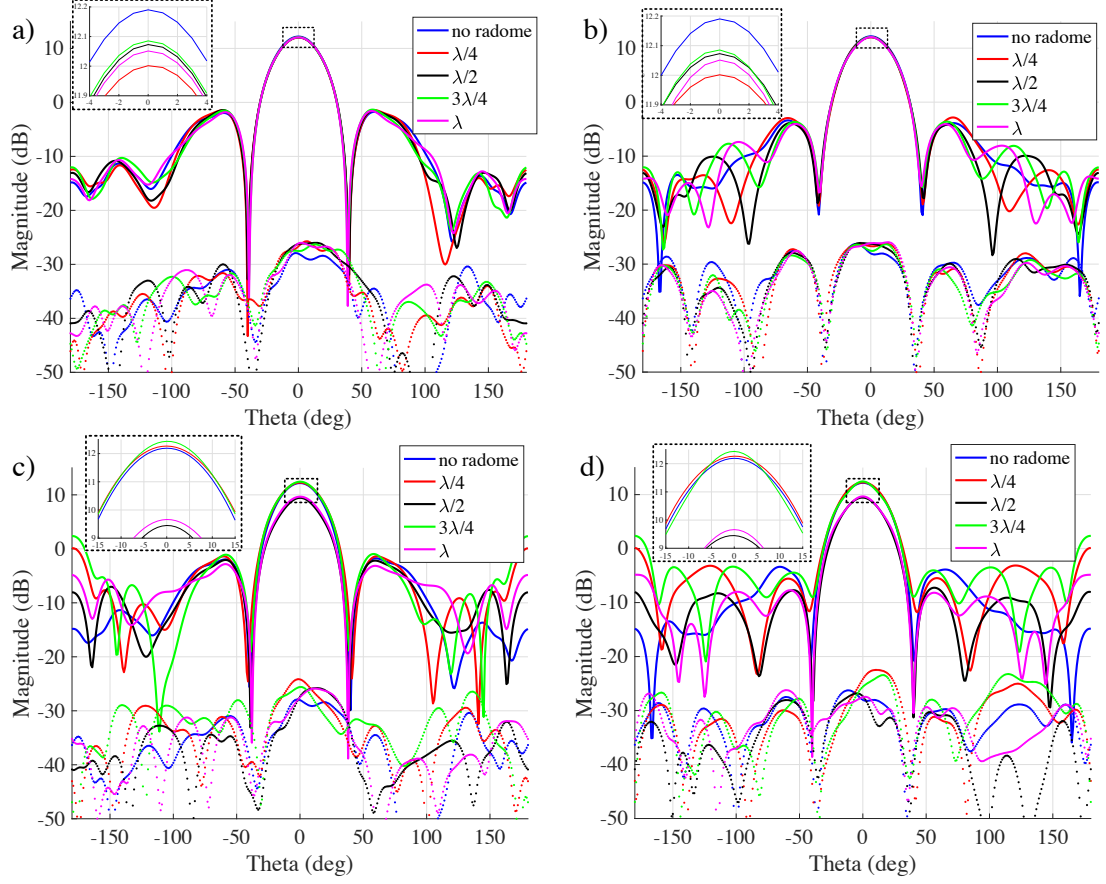 a)
12.2
12.1
12
11.9
-4 -2 0 2 4
no radome
λ/4
λ/2
3λ/4
λ
10
0
-10
-20
-30
-40
-50
Magnitude (dB)
-150 -100 -50 0 50 100 150
Theta (deg)
b)
12.2
12.1
12
11.9
-4 -2 0 2 4
no radome
λ/4
λ/2
3λ/4
λ
10
0
-10
-20
-30
-40
-50
Magnitude (dB)
-150 -100 -50 0 50 100 150
Theta (deg)
c)
12
11
10
9
-15 -10 -5 0 5 10 15
no radome
λ/4
λ/2
3λ/4
λ
10
0
-10
-20
-30
-40
-50
Magnitude (dB)
-150 -100 -50 0 50 100 150
Theta (deg)
d)
12
11
10
9
-15 -10 -5 0 5 10 15
no radome
λ/4
λ/2
3λ/4
λ
10
0
-10
-20
-30
-40
-50
Magnitude (dB)
-150 -100 -50 0 50 100 150
Theta (deg)